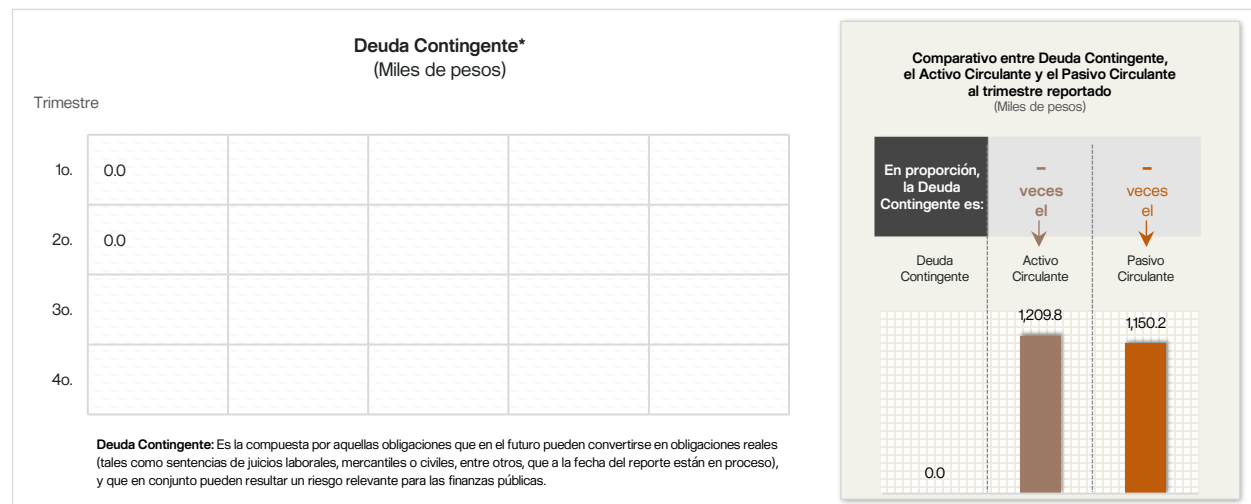 Deuda Contingente*
(Miles de pesos)
Trimestre
1o.
0.0
2o.
0.0
3o.
4o.
Deuda Contingente: Es la compuesta por aquellas obligaciones que en el futuro pueden convertirse en obligaciones reales
(tales como sentencias de juicios laborales, mercantiles o civiles, entre otros, que a la fecha del reporte están en proceso),
y que en conjunto pueden resultar un riesgo relevante para las finanzas públicas.
Comparativo entre Deuda Contingente,
el Activo Circulante y el Pasivo Circulante
al trimestre reportado
(Miles de pesos)
En proporción,
la Deuda
Contingente es:
–
veces
el
–
veces
el
Deuda
Contingente
Activo
Circulante
Pasivo
Circulante
0.0
1,209.8
1,150.2